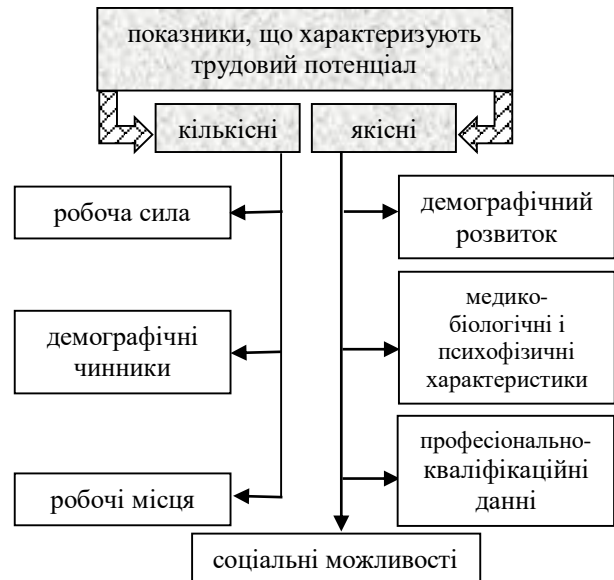 показники, що характеризують
трудовий потенціал
кількісні
якісні
робоча сила
демографічні
чинники
робочі місця
демографічний
розвиток
медико-
біологічні і
психофізичні
характеристики
професіонально-
кваліфікаційні
данні
соціальні можливості